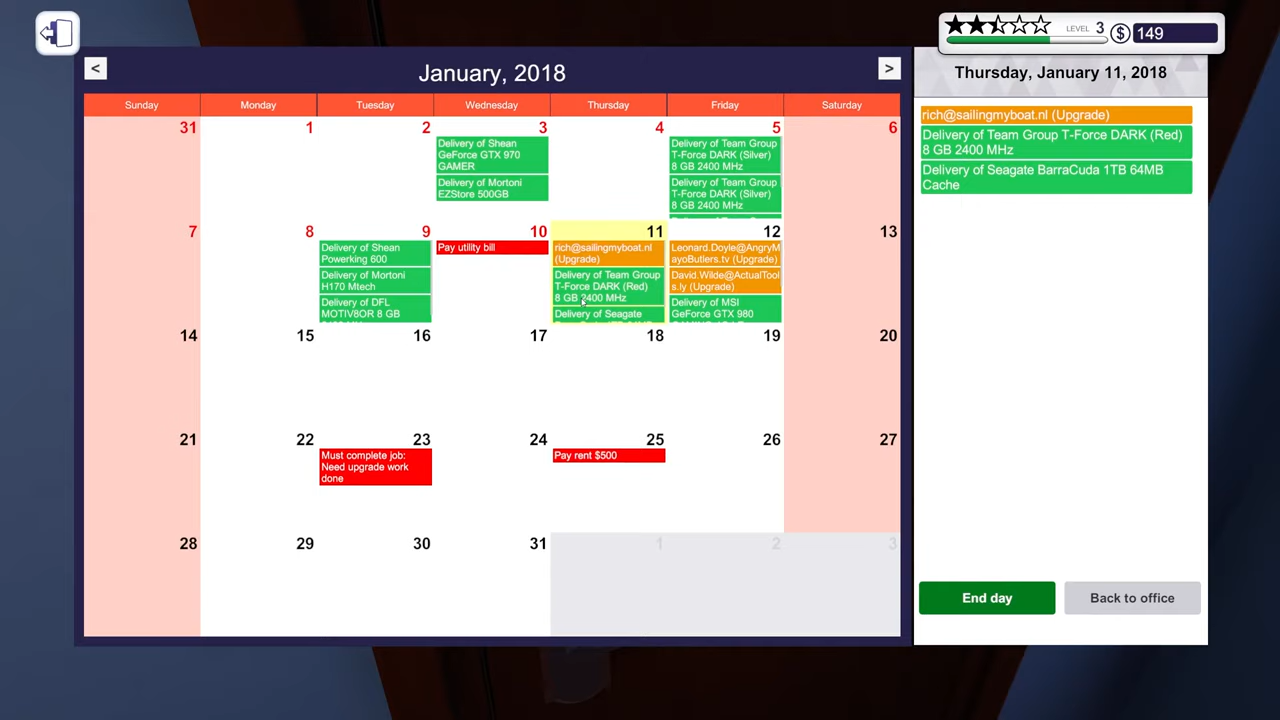 LEVEL 3
149
< January, 2018 >
Thursday, January 11, 2018
Sunday Monday Tuesday Wednesday Thursday Friday Saturday
31 1 2 3 4 5 6
Delivery of Shean
GeForce GTX 970
GAMER
Delivery of Mortoni
EZStore 500GB
Delivery of Team Group
T-Force DARK (Silver)
8 GB 2400 MHz
Delivery of Team Group
T-Force DARK (Silver)
8 GB 2400 MHz
7 8 9 10 11 12 13
Delivery of Shean
Powerking 600
Delivery of Mortoni
H170 Mtech
Delivery of DFL
MOTIV8OR 8 GB
Pay utility bill
rich@sailingmyboat.nl
(Upgrade)
Delivery of Team Group
T-Force DARK (Red)
8 GB 2400 MHz
Delivery of Seagate
Leonard.Doyle@AngryM
ayoButlers.tv (Upgrade)
David.Wilde@ActualTool
s.ly (Upgrade)
Delivery of MSI
GeForce GTX 980
14 15 16 17 18 19 20
21 22 23 24 25 26 27
Must complete job:
Need upgrade work
done
Pay rent $500
28 29 30 31 1 2 3
rich@sailingmyboat.nl (Upgrade)
Delivery of Team Group T-Force DARK (Red)
8 GB 2400 MHz
Delivery of Seagate BarraCuda 1TB 64MB
Cache
End day
Back to office